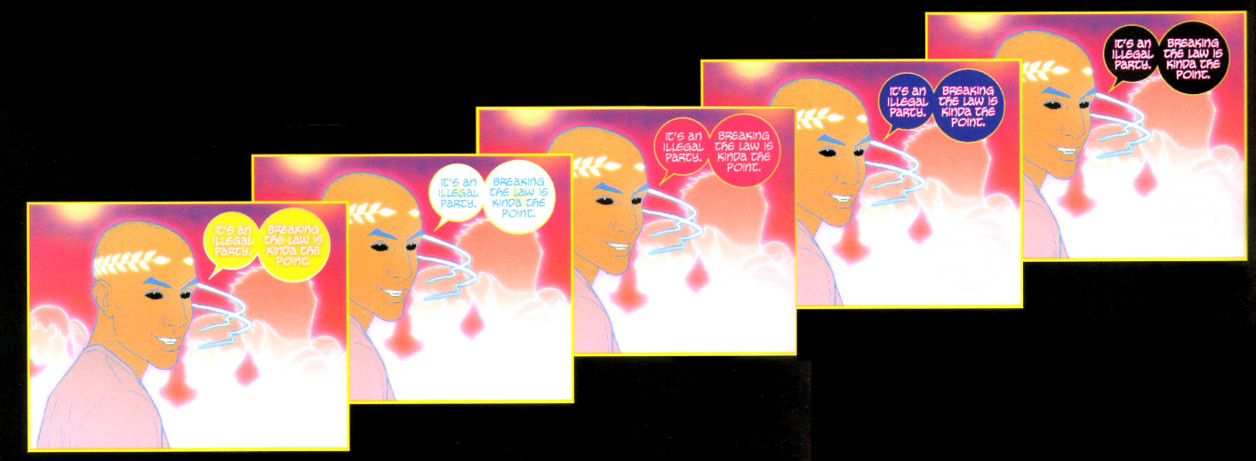 IT'S AN
ILLEGAL
PARTY.
BREAKING
THE LAW IS
KINDA THE
POINT.
IT'S AN
ILLEGAL
PARTY.
BREAKING
THE LAW IS
KINDA THE
POINT.
IT'S AN
ILLEGAL
PARTY.
BREAKING
THE LAW IS
KINDA THE
POINT.
IT'S AN
ILLEGAL
PARTY.
BREAKING
THE LAW IS
KINDA THE
POINT.
IT'S AN
ILLEGAL
PARTY.
BREAKING
THE LAW IS
KINDA THE
POINT.